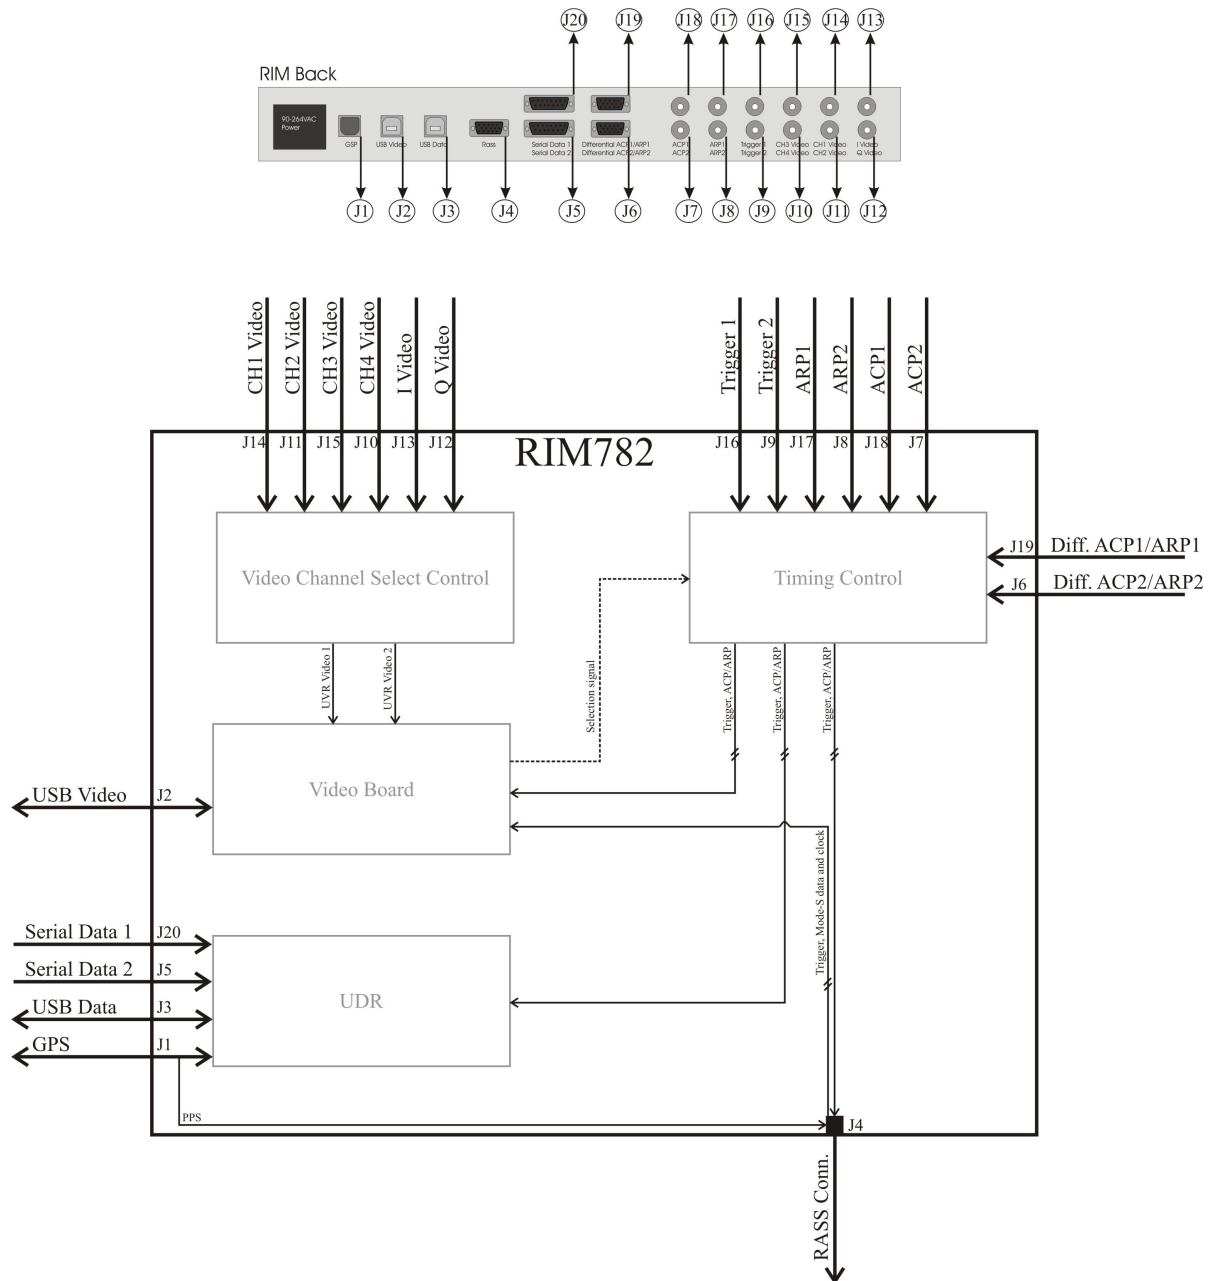 J20 J19 J18 J17 J16 J15 J14 J13
RIM Back
90-264VAC
Power
GSP USB Video USB Data Rass
Serial Data 1 Differential ACP1/ARP1 ACP1 ARP1 Trigger 1 CH3 Video CH1 Video I Video
Serial Data 2 Differential ACP2/ARP2 ACP2 ARP2 Trigger 2 CH4 Video CH2 Video Q Video
J1 J2 J3 J4 J5 J6 J7 J8 J9 J10 J11 J12
CH1 Video
CH2 Video
CH3 Video
CH4 Video
I Video
Q Video
Trigger 1
Trigger 2
ARP1
ARP2
ACP1
ACP2
J14 J11 J15 J10 J13 J12
RIM782
J16 J9 J17 J8 J18 J7
Video Channel Select Control
Timing Control
J19 Diff. ACP1/ARP1
J6 Diff. ACP2/ARP2
UVR Video 1
UVR Video 2
Selection signal
Trigger, ACP/ARP
Trigger, ACP/ARP
Trigger, ACP/ARP
USB Video J2
Video Board
Trigger, Mode-S data and clock
Serial Data 1 J20
Serial Data 2 J5
USB Data J3
GPS J1
UDR
PPS
J4
RASS Conn.